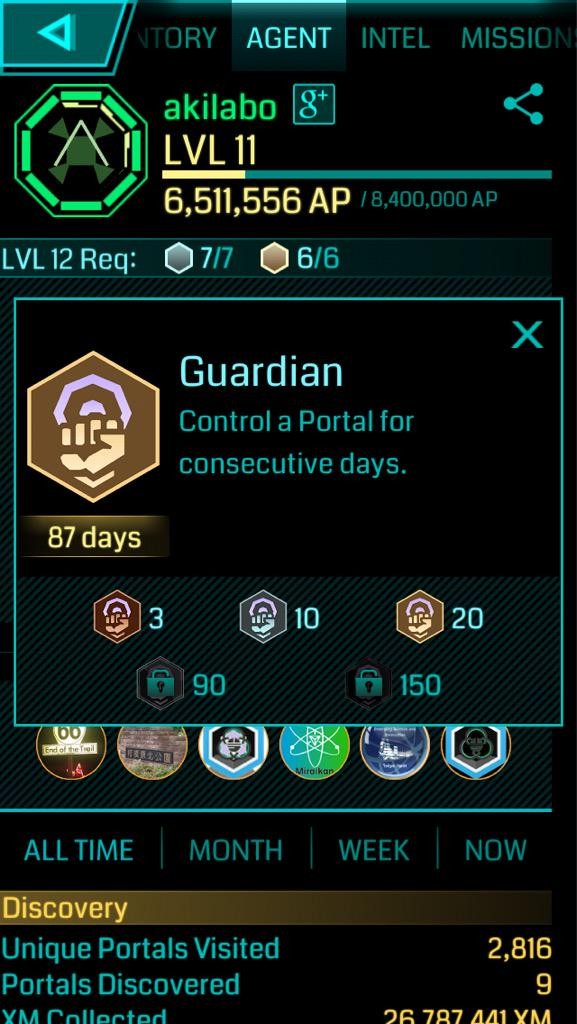 NTORY AGENT INTEL MISSIONS
akilabo g+
LVL 11
6,511,556 AP / 8,400,000 AP
LVL 12 Req: 7/7 6/6
X
Guardian
Control a Portal for
consecutive days.
87 days
3 10 20
90 150
66
End of the Trail
Miraikan
ALL TIME MONTH WEEK NOW
Discovery
Unique Portals Visited 2,816
Portals Discovered 9
XM Collected 26,787,441 XM